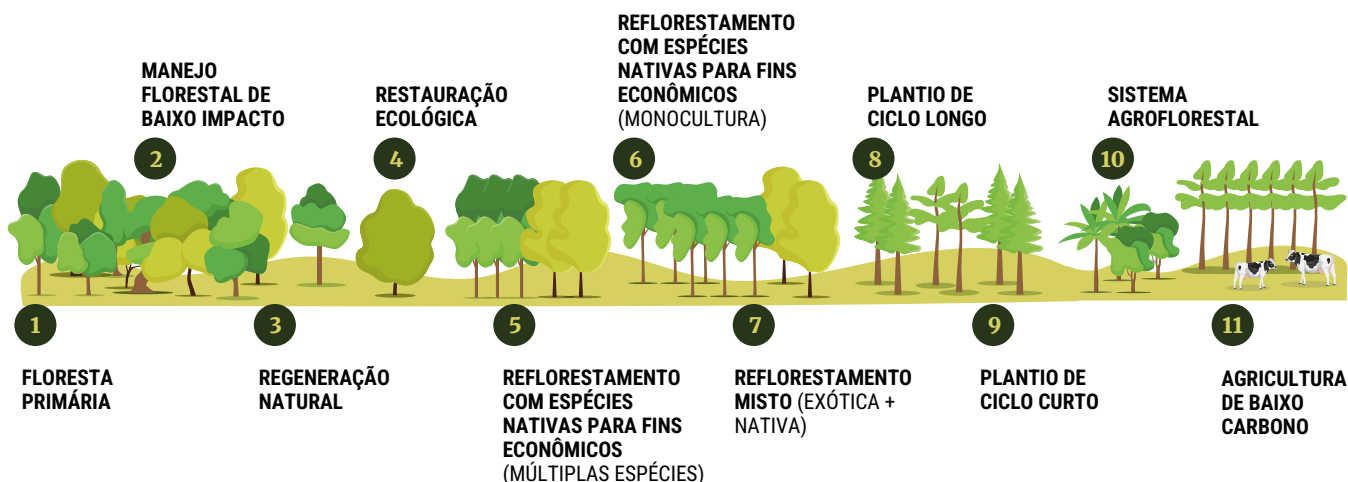 1
FLORESTA
PRIMÁRIA
MANEJO
FLORESTAL DE
BAIXO IMPACTO
2
3
REGENERAÇÃO
NATURAL
RESTAURAÇÃO
ECOLÓGICA
4
5
REFLORESTAMENTO
COM ESPÉCIES
NATIVAS PARA FINS
ECONÔMICOS
(MÚLTIPLAS ESPÉCIES)
REFLORESTAMENTO
COM ESPÉCIES
NATIVAS PARA FINS
ECONÔMICOS
(MONOCULTURA)
6
7
REFLORESTAMENTO
MISTO (EXÓTICA +
NATIVA)
PLANTIO DE
CICLO LONGO
8
9
PLANTIO DE
CICLO CURTO
SISTEMA
AGROFLORESTAL
10
11
AGRICULTURA
DE BAIXO
CARBONO